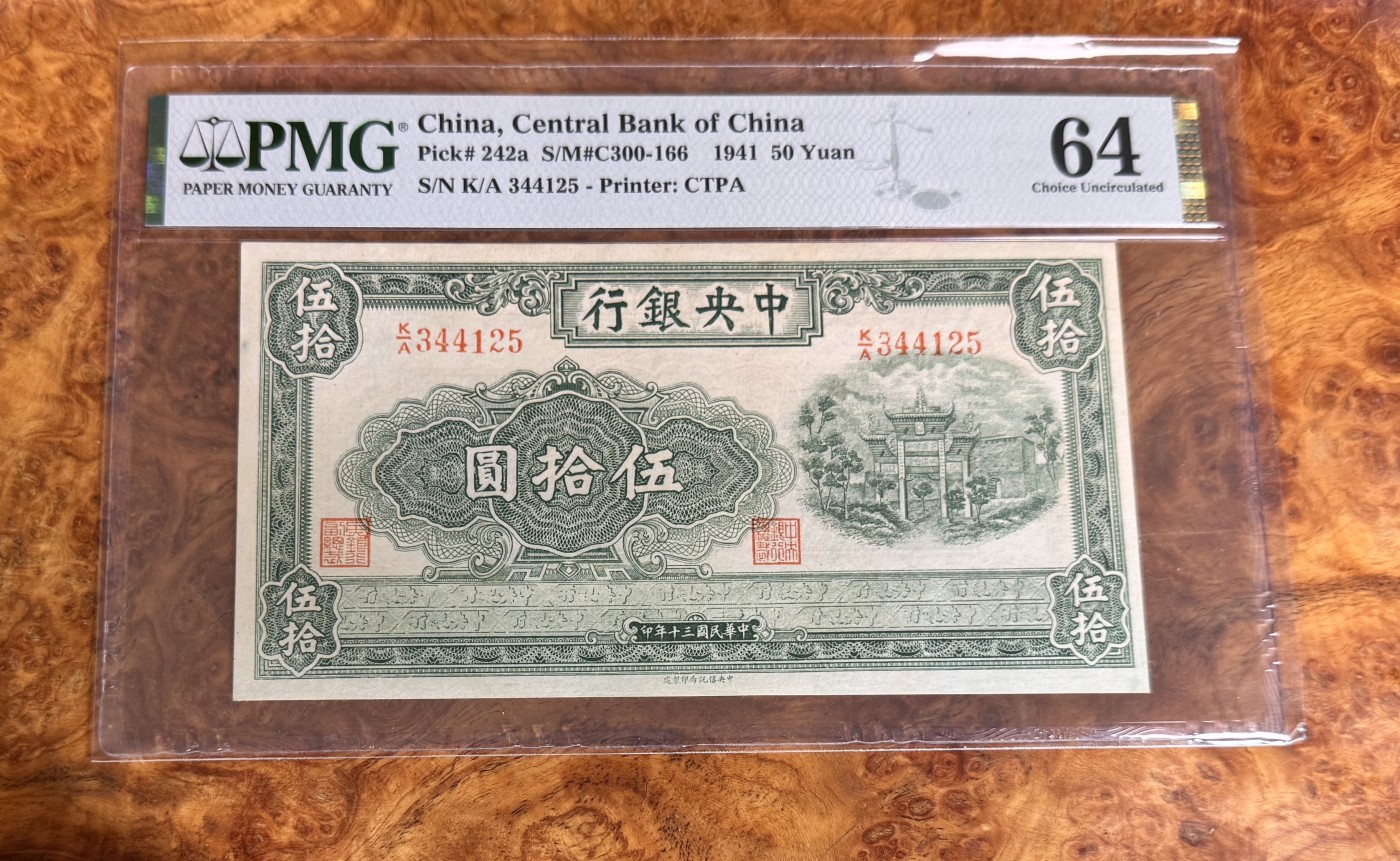 PMG®
PAPER MONEY GUARANTY
China, Central Bank of China
Pick# 242a S/M#C300-166 1941 50 Yuan
S/N K/A 344125 - Printer: CTPA
64
Choice Uncirculated
伍拾
行銀央中
伍拾
K/A 344125
K/A 344125
圓拾伍
伍拾
印年十三國民華中
伍拾